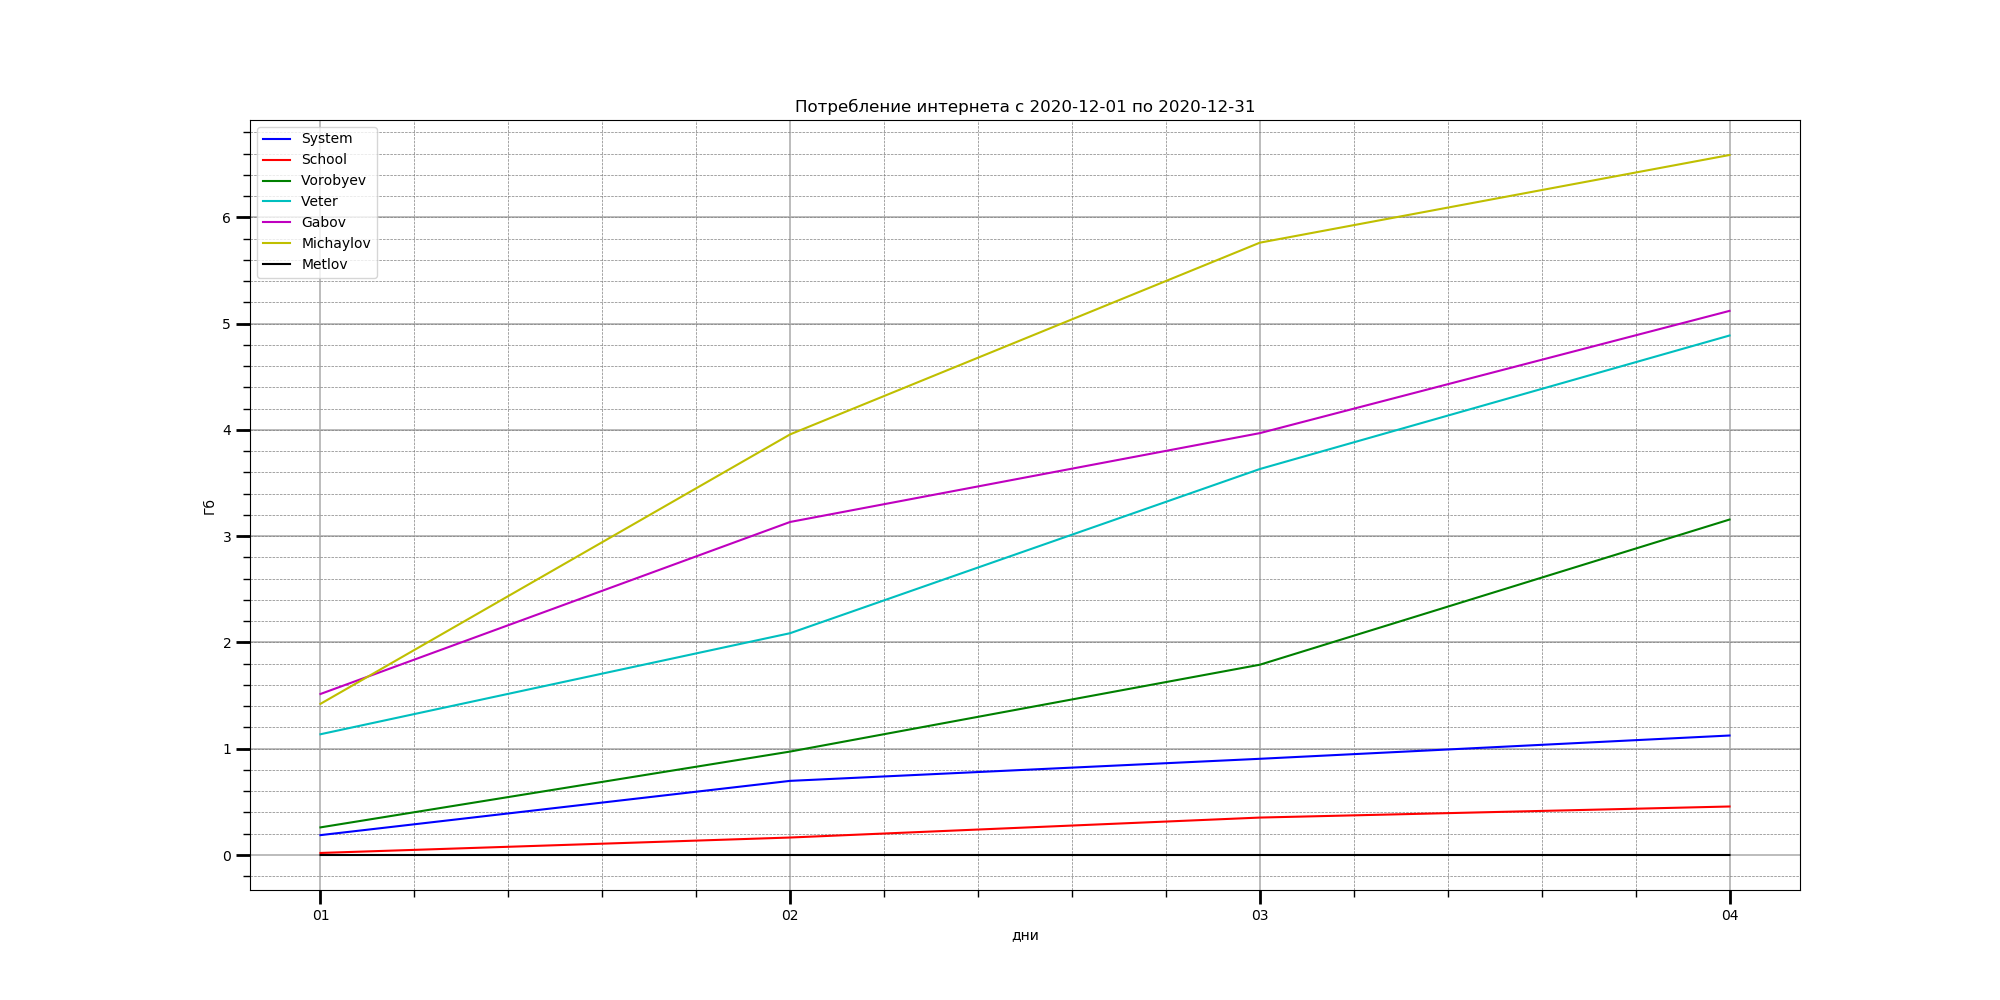 Потребление интернета с 2020-12-01 по 2020-12-31
System
School
Vorobyev
Veter
Gabov
Michaylov
Metlov
6
5
4
3
2
1
0
Гб
01 02 03 04
дни